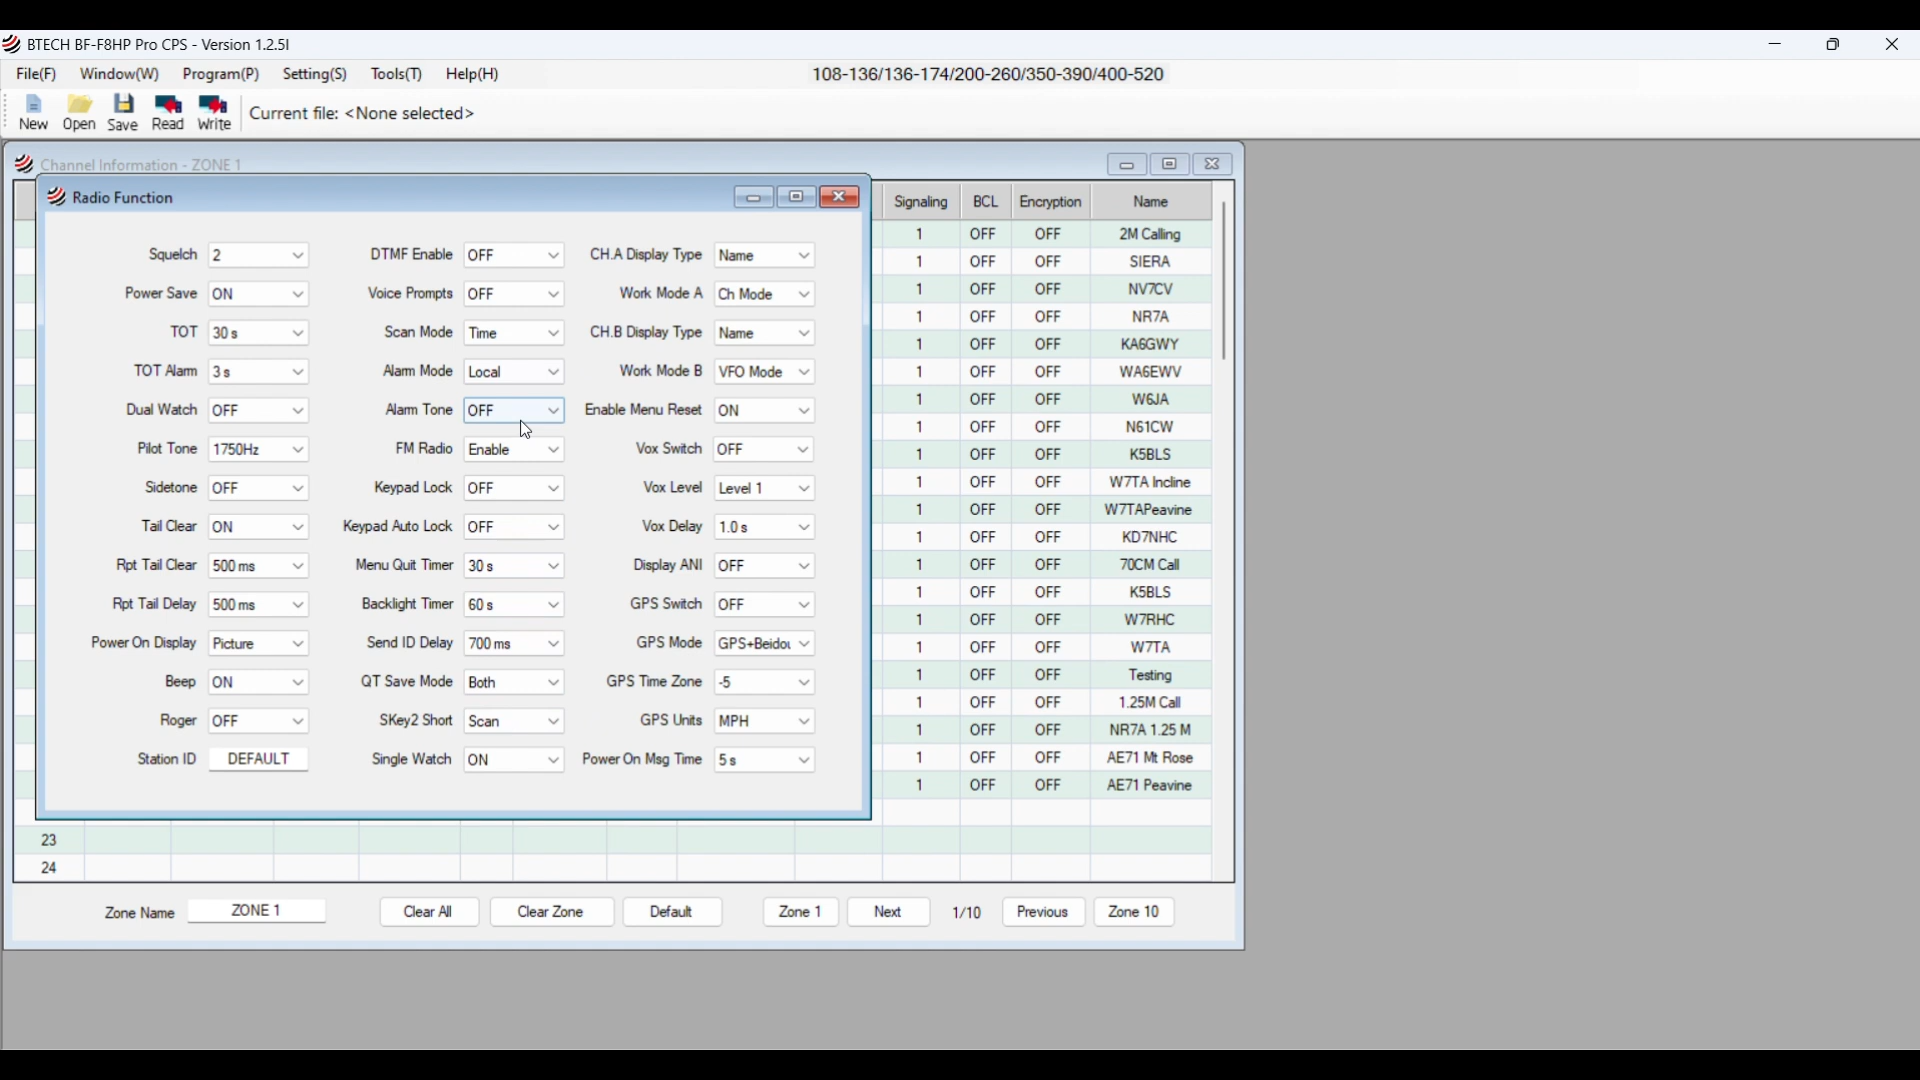 BTECH BF-F8HP Pro CPS - Version 1.2.5I
File(F) Window(W) Program(P) Setting(S) Tools(T) Help(H) 108-136/136-174/200-260/350-390/400-520
New Open Save Read Write Current file: <None selected>
Channel Information - ZONE 1
Radio Function
Signaling BCL Encryption Name
Squelch 2 DTMF Enable OFF CH.A Display Type Name
Power Save ON Voice Prompts OFF Work Mode A Ch Mode
TOT 30 s Scan Mode Time CH.B Display Type Name
TOT Alarm 3 s Alarm Mode Local Work Mode B VFO Mode
Dual Watch OFF Alarm Tone OFF Enable Menu Reset ON
Pilot Tone 1750Hz FM Radio Enable Vox Switch OFF
Sidetone OFF Keypad Lock OFF Vox Level Level 1
Tail Clear ON Keypad Auto Lock OFF Vox Delay 1.0 s
Rpt Tail Clear 500 ms Menu Quit Timer 30 s Display ANI OFF
Rpt Tail Delay 500 ms Backlight Timer 60 s GPS Switch OFF
Power On Display Picture Send ID Delay 700 ms GPS Mode GPS+Beidou
Beep ON QT Save Mode Both GPS Time Zone -5
Roger OFF SKey2 Short Scan GPS Units MPH
Station ID DEFAULT Single Watch ON Power On Msg Time 5 s
1 OFF OFF 2M Calling
1 OFF OFF SIERA
1 OFF OFF NV7CV
1 OFF OFF NR7A
1 OFF OFF KA6GWY
1 OFF OFF WA6EWV
1 OFF OFF W6JA
1 OFF OFF N61CW
1 OFF OFF K5BLS
1 OFF OFF W7TA Incline
1 OFF OFF W7TAPeavine
1 OFF OFF KD7NHC
1 OFF OFF 70CM Call
1 OFF OFF K5BLS
1 OFF OFF W7RHC
1 OFF OFF W7TA
1 OFF OFF Testing
1 OFF OFF 1.25M Call
1 OFF OFF NR7A 1.25 M
1 OFF OFF AE71 Mt Rose
1 OFF OFF AE71 Peavine
23
24
Zone Name ZONE 1 Clear All Clear Zone Default Zone 1 Next 1/10 Previous Zone 10